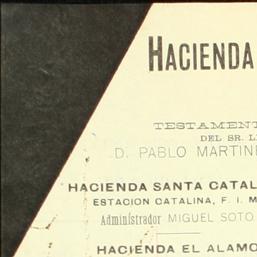 HACIENDA
TESTAMENT
DEL SR. L
D. PABLO MARTIN
HACIENDA SANTA CATAL
ESTACION CATALINA, F. I. M
Administrador MIGUEL SOTO
HACIENDA EL ALAMO